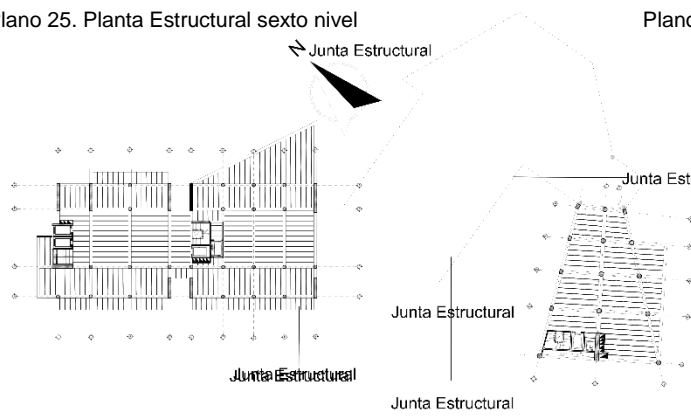 lano 25. Planta Estructural sexto nivel
Plano
N Junta Estructural
Junta Est
Junta Estructural
Junta Estructural
Junta Estructural